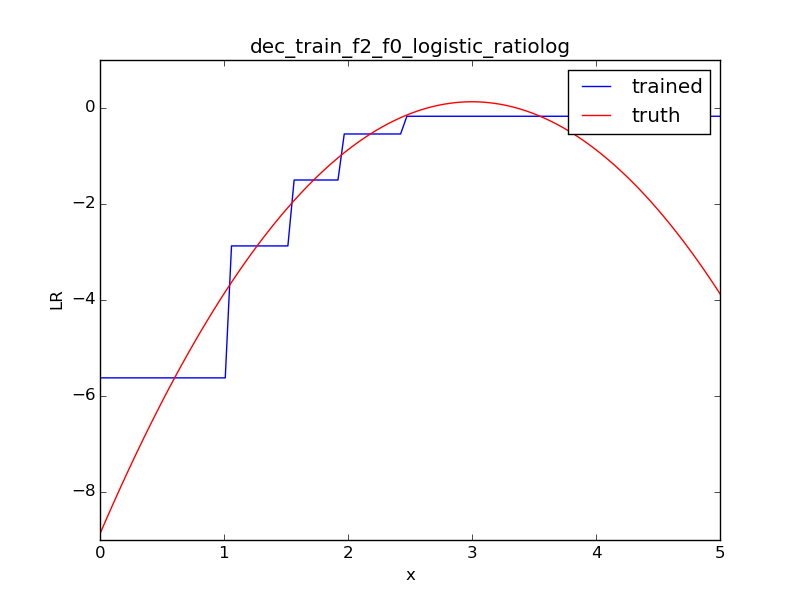 dec_train_f2_f0_logistic_ratiolog
trained
truth
0
−2
−4
−6
−8
LR
0 1 2 3 4 5
x